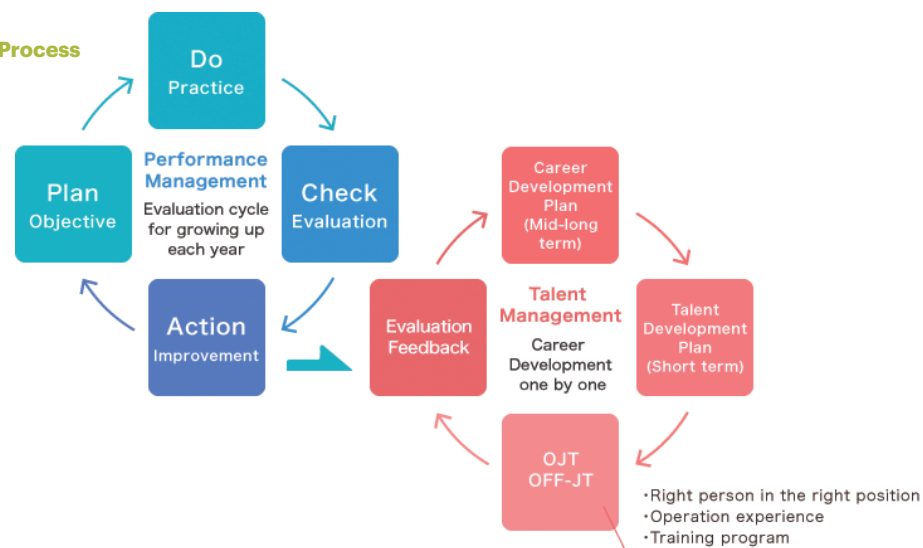 Process
Do
Practice
Plan
Objective
Performance
Management
Evaluation cycle
for growing up
each year
Check
Evaluation
Action
Improvement
Career
Development
Plan
(Mid-long
term)
Evaluation
Feedback
Talent
Management
Career
Development
one by one
Talent
Development
Plan
(Short term)
OJT
OFF-JT
・Right person in the right position
・Operation experience
・Training program